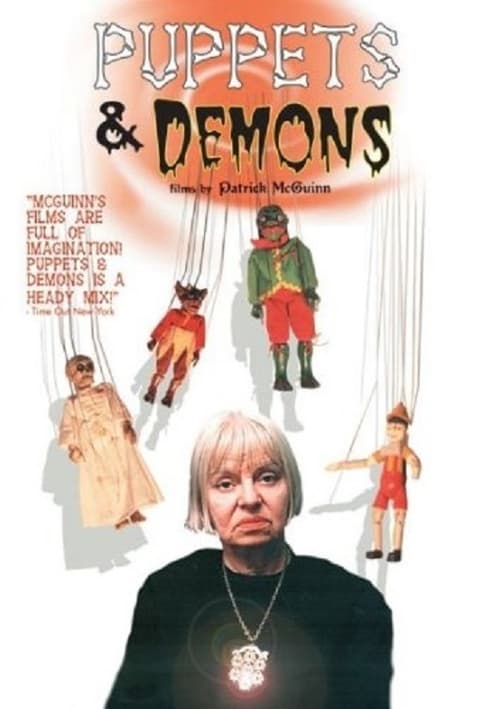 PUPPETS
& DEMONS
films by Patrick McGuinn
"MCGUINN'S
FILMS ARE
FULL OF
IMAGINATION!
PUPPETS &
DEMONS IS A
HEADY MIX!"
- Time Out New York